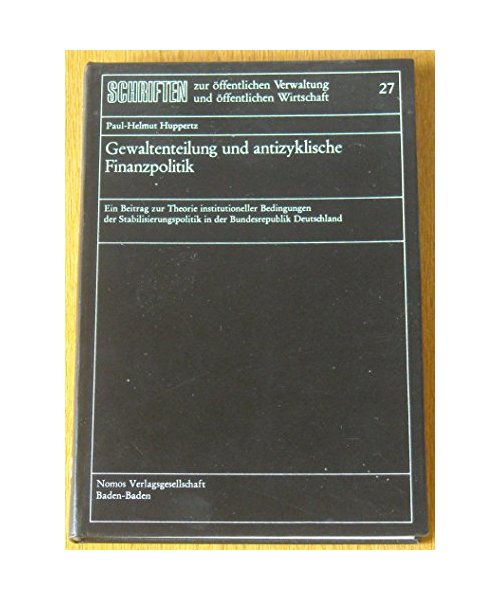 SCHRIFTEN zur öffentlichen Verwaltung
und öffentlichen Wirtschaft 27
Paul-Helmut Huppertz
Gewaltenteilung und antizyklische
Finanzpolitik
Ein Beitrag zur Theorie institutioneller Bedingungen
der Stabilisierungspolitik in der Bundesrepublik Deutschland
Nomos Verlagsgesellschaft
Baden-Baden